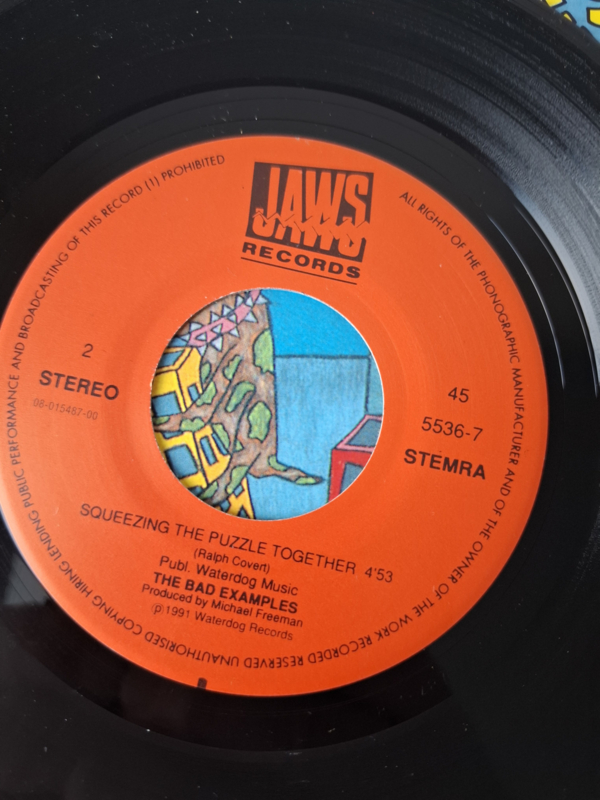 JAWS
RECORDS
ALL RIGHTS OF THE PHONOGRAPHIC MANUFACTURER AND OF THE OWNER OF THE WORK RECORDED RESERVED UNAUTHORISED COPYING HIRING LENDING PUBLIC PERFORMANCE AND BROADCASTING OF THIS RECORD (1) PROHIBITED
2
STEREO
08-015467-00
45
5536-7
STEMRA
SQUEEZING THE PUZZLE TOGETHER 4'53
(Ralph Covert)
Publ. Waterdog Music
THE BAD EXAMPLES
Produced by Michael Freeman
℗1991 Waterdog Records